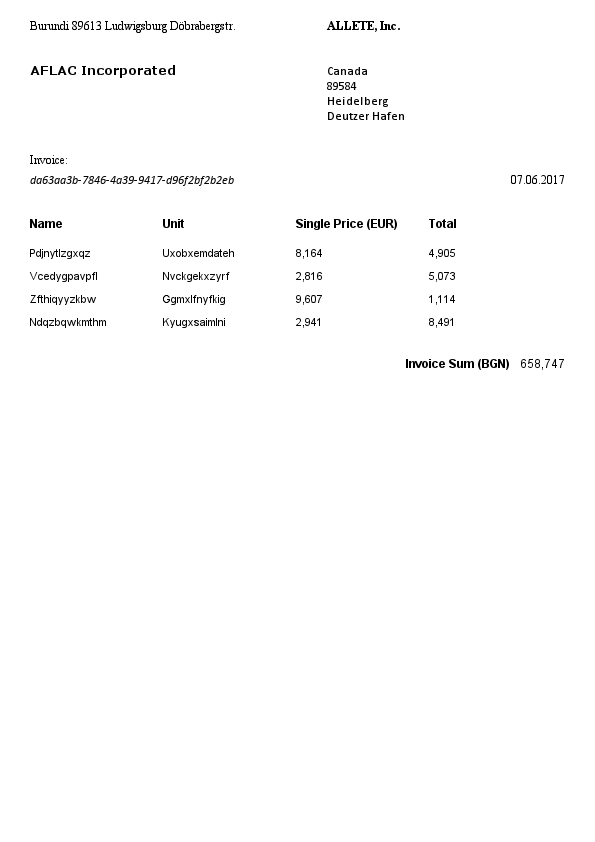 Burundi 89613 Ludwigsburg Döbrabergstr.
ALLETE, Inc.
AFLAC Incorporated
Canada
89584
Heidelberg
Deutzer Hafen
Invoice:
da63aa3b-7846-4a39-9417-d96f2bf2b2eb 07.06.2017
Name Unit Single Price (EUR) Total
Pdjnytlzgxqz Uxobxemdateh 8,164 4,905
Vcedygpavpfl Nvckgekxzyrf 2,816 5,073
Zfthiqyyzkbw Ggmxlfnyfkig 9,607 1,114
Ndqzbqwkmthm Kyugxsaimlni 2,941 8,491
Invoice Sum (BGN) 658,747